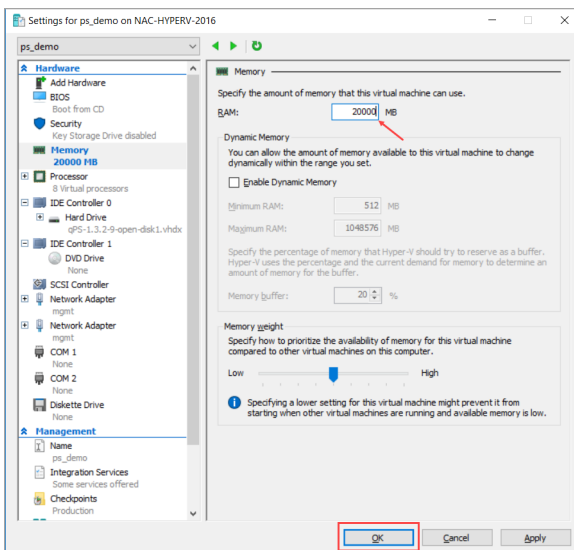 Settings for ps_demo on NAC-HYPERV-2016
ps_demo
Hardware
Add Hardware
BIOS
Boot from CD
Security
Key Storage Drive disabled
Memory
20000 MB
Processor
8 Virtual processors
IDE Controller 0
Hard Drive
qPS-1.3.2-9-open-disk1.vhdx
IDE Controller 1
DVD Drive
None
SCSI Controller
Network Adapter
mgmt
Network Adapter
mgmt
COM 1
None
COM 2
None
Diskette Drive
None
Management
Name
ps_demo
Integration Services
Some services offered
Checkpoints
Production
Memory
Specify the amount of memory that this virtual machine can use.
RAM: 20000 MB
Dynamic Memory
You can allow the amount of memory available to this virtual machine to change
dynamically within the range you set.
Enable Dynamic Memory
Minimum RAM: 512 MB
Maximum RAM: 1048576 MB
Specify the percentage of memory that Hyper-V should try to reserve as a buffer.
Hyper-V uses the percentage and the current demand for memory to determine an
amount of memory for the buffer.
Memory buffer: 20 %
Memory weight
Specify how to prioritize the availability of memory for this virtual machine
compared to other virtual machines on this computer.
Low High
Specifying a lower setting for this virtual machine might prevent it from
starting when other virtual machines are running and available memory is low.
OK Cancel Apply